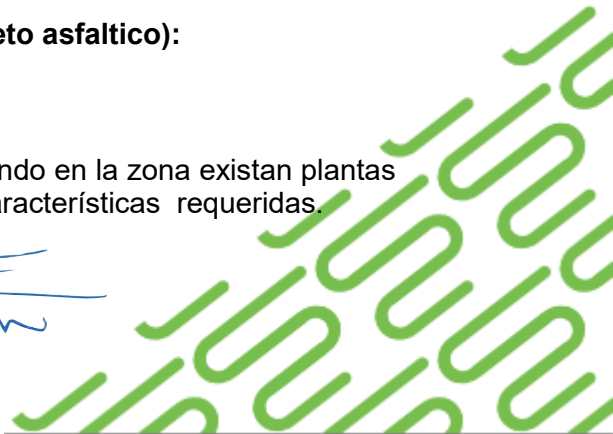 eto asfaltico):
ndo en la zona existan plantas
aracterísticas requeridas.